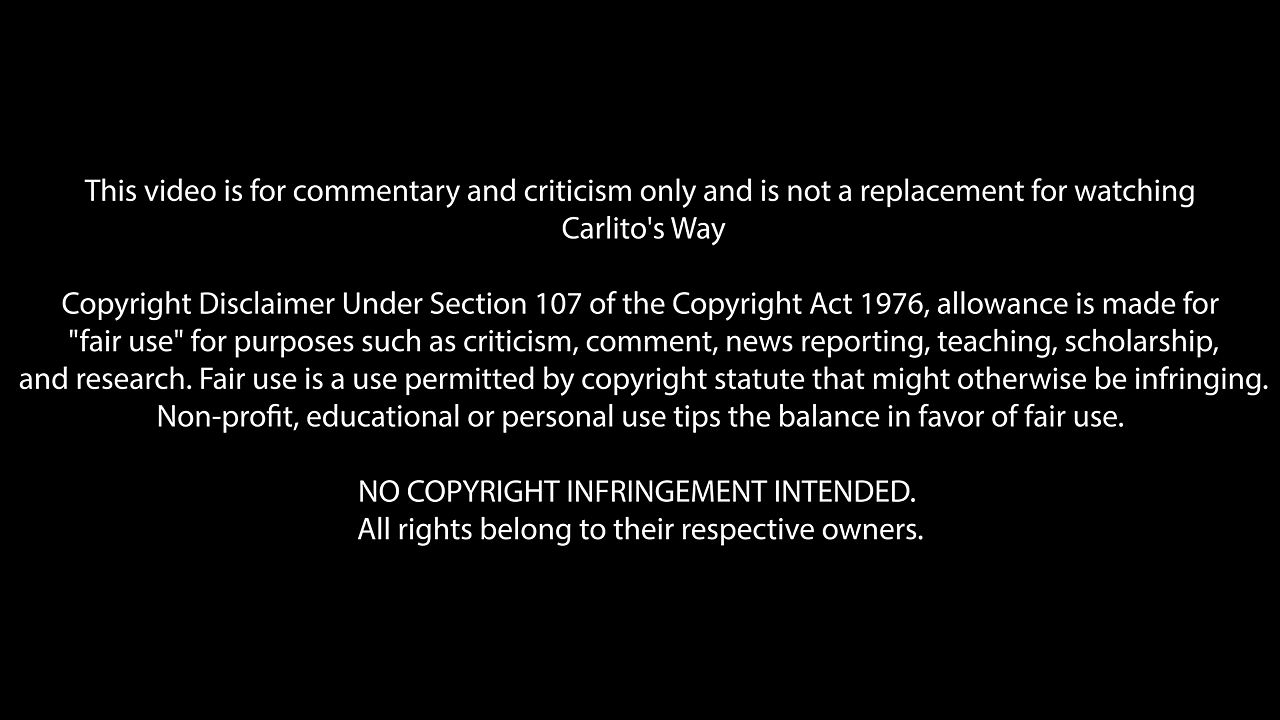 This video is for commentary and criticism only and is not a replacement for watching
Carlito's Way
Copyright Disclaimer Under Section 107 of the Copyright Act 1976, allowance is made for
"fair use" for purposes such as criticism, comment, news reporting, teaching, scholarship,
and research. Fair use is a use permitted by copyright statute that might otherwise be infringing.
Non-profit, educational or personal use tips the balance in favor of fair use.
NO COPYRIGHT INFRINGEMENT INTENDED.
All rights belong to their respective owners.